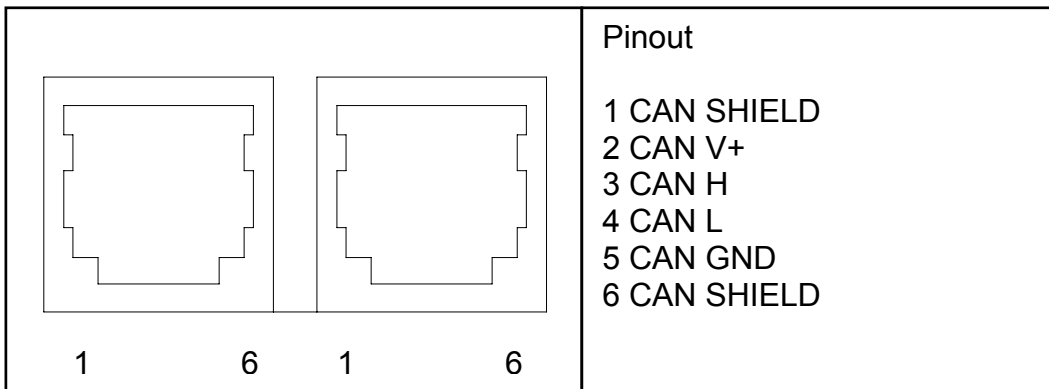 Pinout
1 CAN SHIELD
2 CAN V+
3 CAN H
4 CAN L
5 CAN GND
6 CAN SHIELD
1 6 1 6